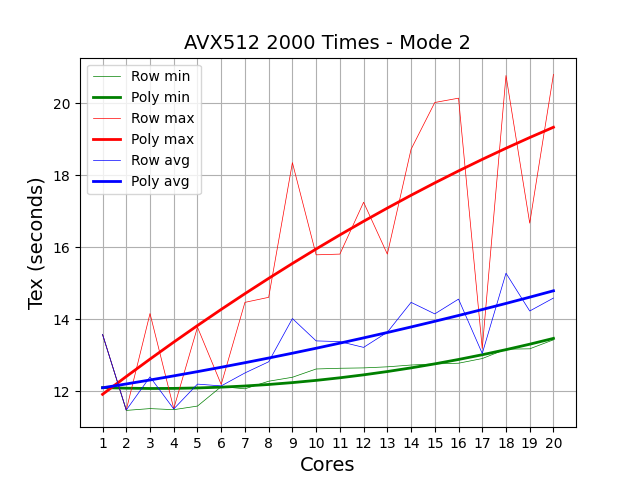 AVX512 2000 Times - Mode 2
Row min
Poly min
Row max
Poly max
Row avg
Poly avg
Tex (seconds)
20
18
16
14
12
1 2 3 4 5 6 7 8 9 10 11 12 13 14 15 16 17 18 19 20
Cores